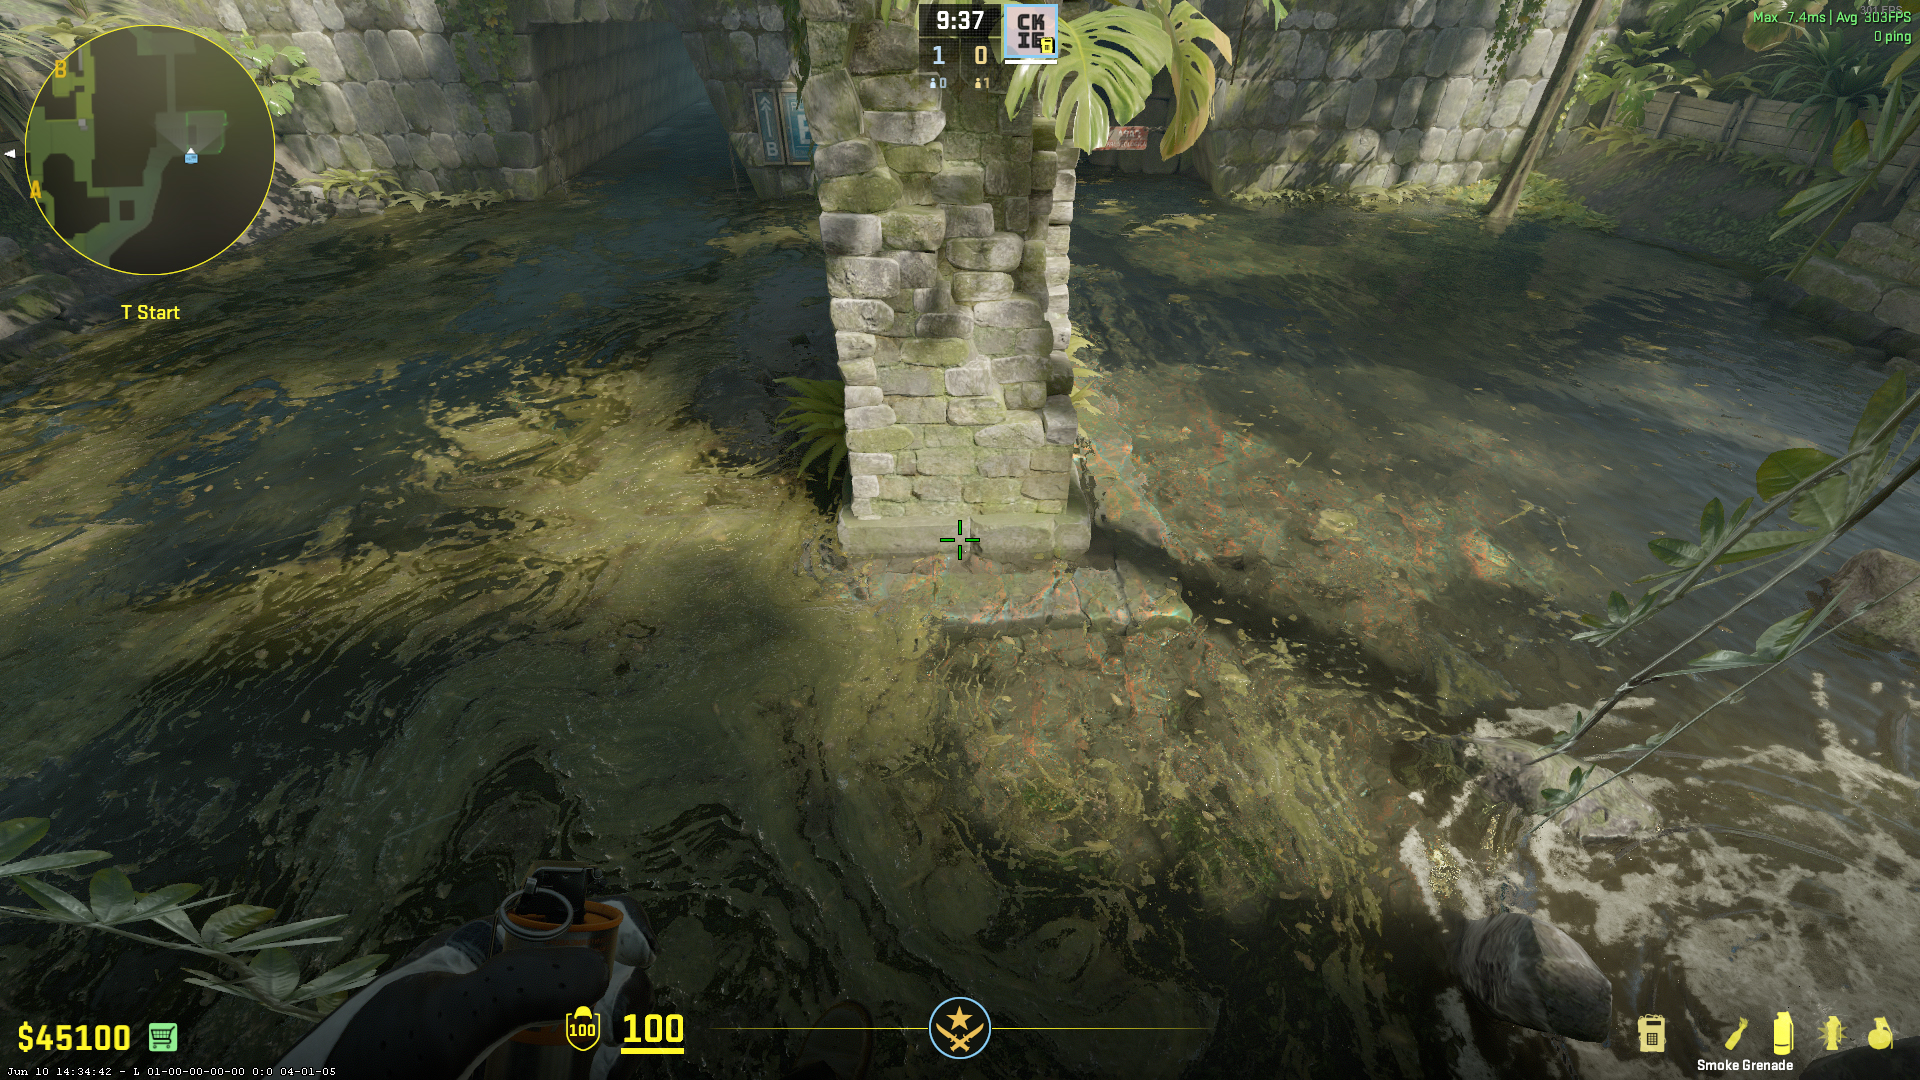 9:37
1 0
0 1
CK
Max 7.4ms | Avg 303FPS
0 ping
B
A
T Start
B
$45100
100
100
Smoke Grenade
Jun 10 14:34:42 - L 01-00-00-00-00 0:0 04-01-05